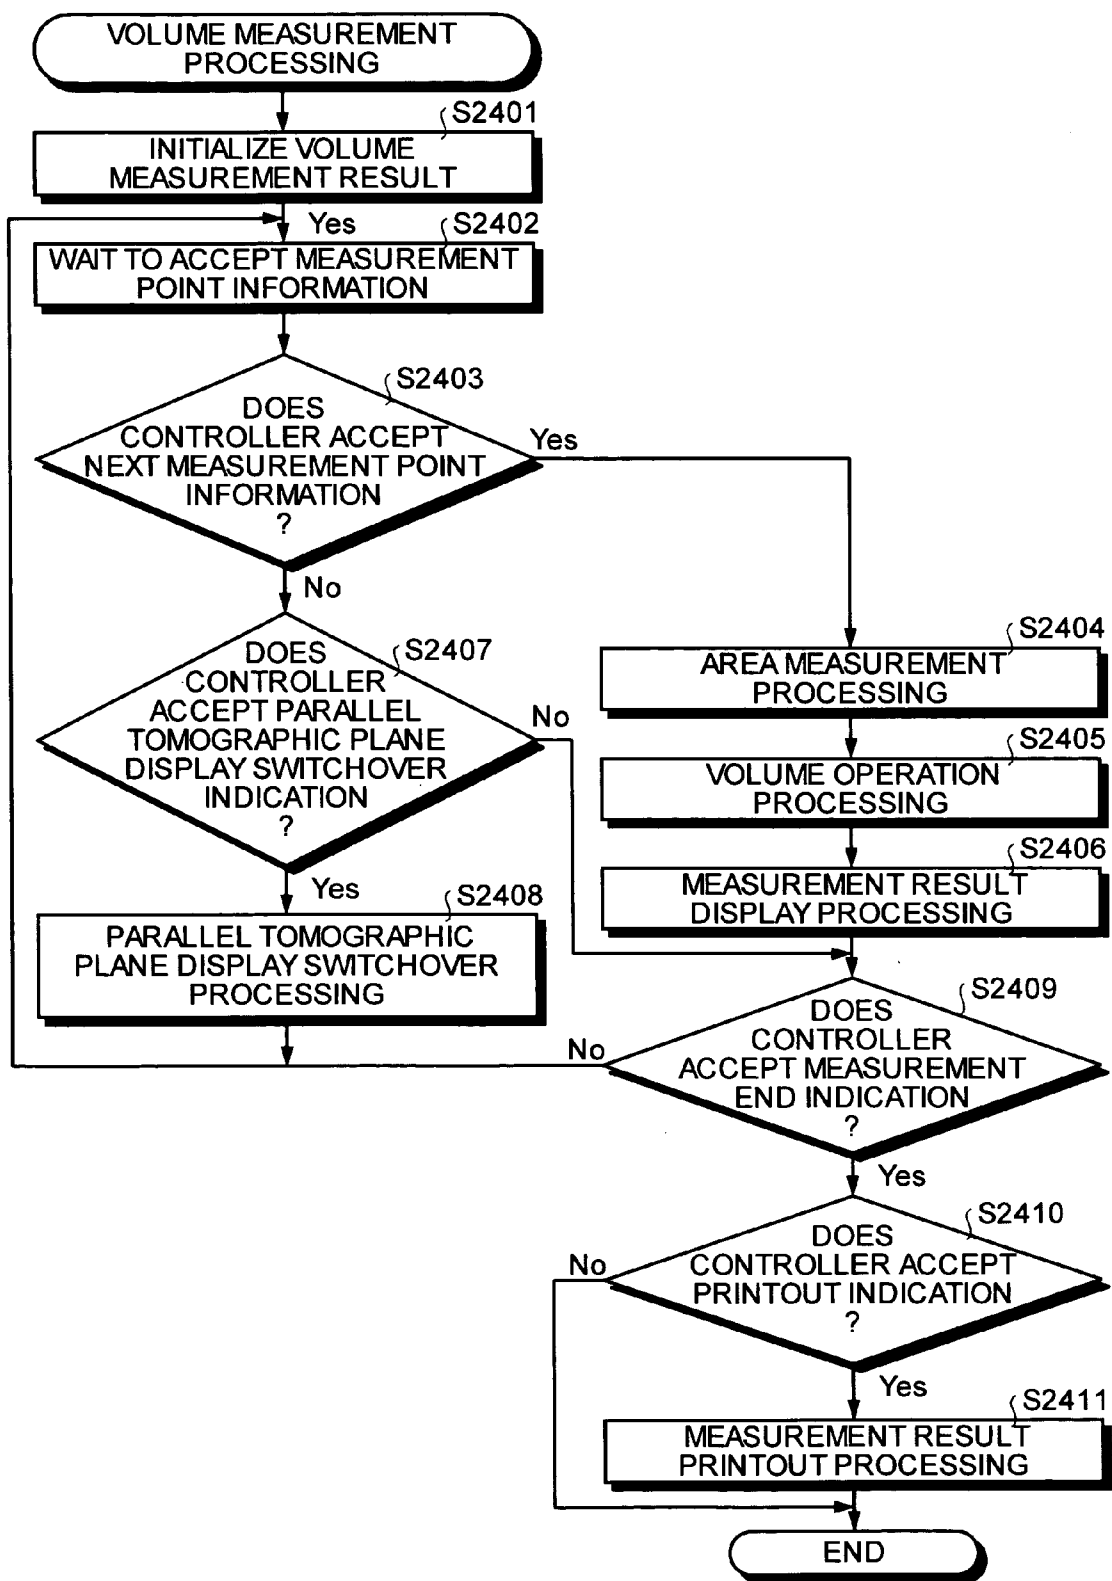 VOLUME MEASUREMENT
PROCESSING
S2401
INITIALIZE VOLUME
MEASUREMENT RESULT
Yes
S2402
WAIT TO ACCEPT MEASUREMENT
POINT INFORMATION
S2403
DOES
CONTROLLER ACCEPT
NEXT MEASUREMENT POINT
INFORMATION
?
Yes
No
S2407
DOES
CONTROLLER
ACCEPT PARALLEL
TOMOGRAPHIC PLANE
DISPLAY SWITCHOVER
INDICATION
?
No
Yes
S2408
PARALLEL TOMOGRAPHIC
PLANE DISPLAY SWITCHOVER
PROCESSING
S2404
AREA MEASUREMENT
PROCESSING
S2405
VOLUME OPERATION
PROCESSING
S2406
MEASUREMENT RESULT
DISPLAY PROCESSING
S2409
DOES
CONTROLLER
ACCEPT MEASUREMENT
END INDICATION
?
No
Yes
S2410
DOES
CONTROLLER ACCEPT
PRINTOUT INDICATION
?
No
Yes
S2411
MEASUREMENT RESULT
PRINTOUT PROCESSING
END